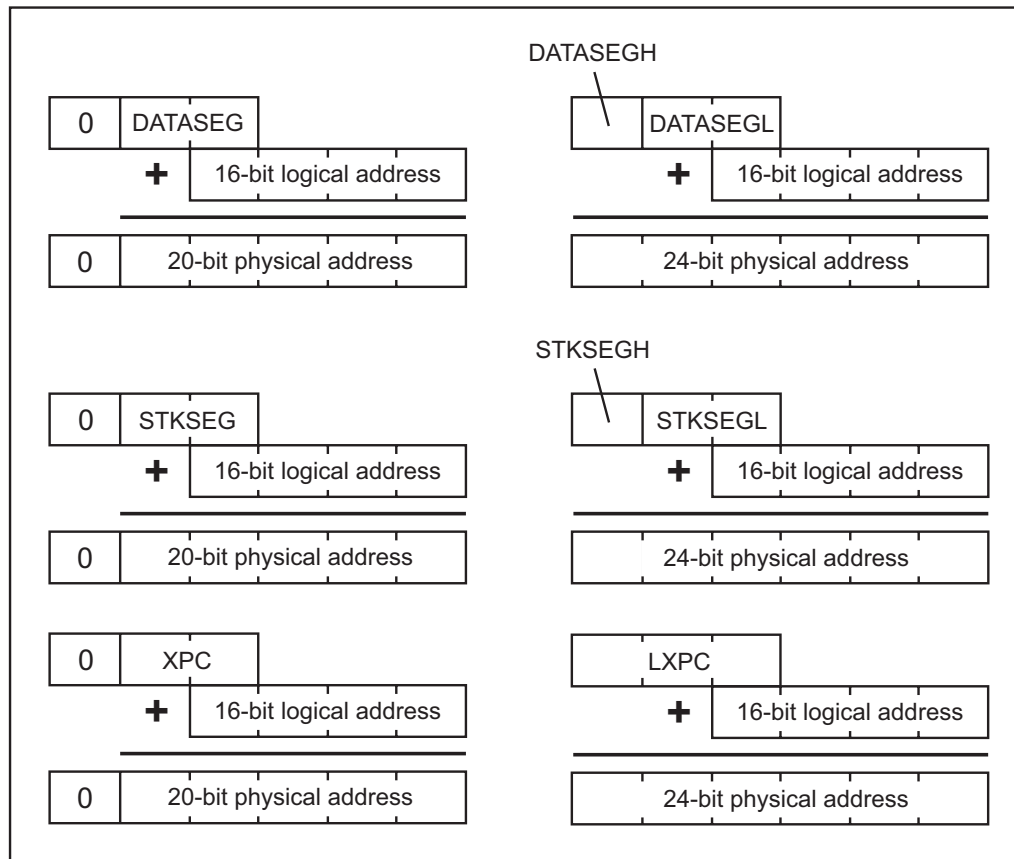 DATASEGH
0 DATASEG
DATASEGL
+ 16-bit logical address
+ 16-bit logical address
0 20-bit physical address
24-bit physical address
STKSEGH
0 STKSEG
STKSEGL
+ 16-bit logical address
+ 16-bit logical address
0 20-bit physical address
24-bit physical address
0 XPC
LXPC
+ 16-bit logical address
+ 16-bit logical address
0 20-bit physical address
24-bit physical address